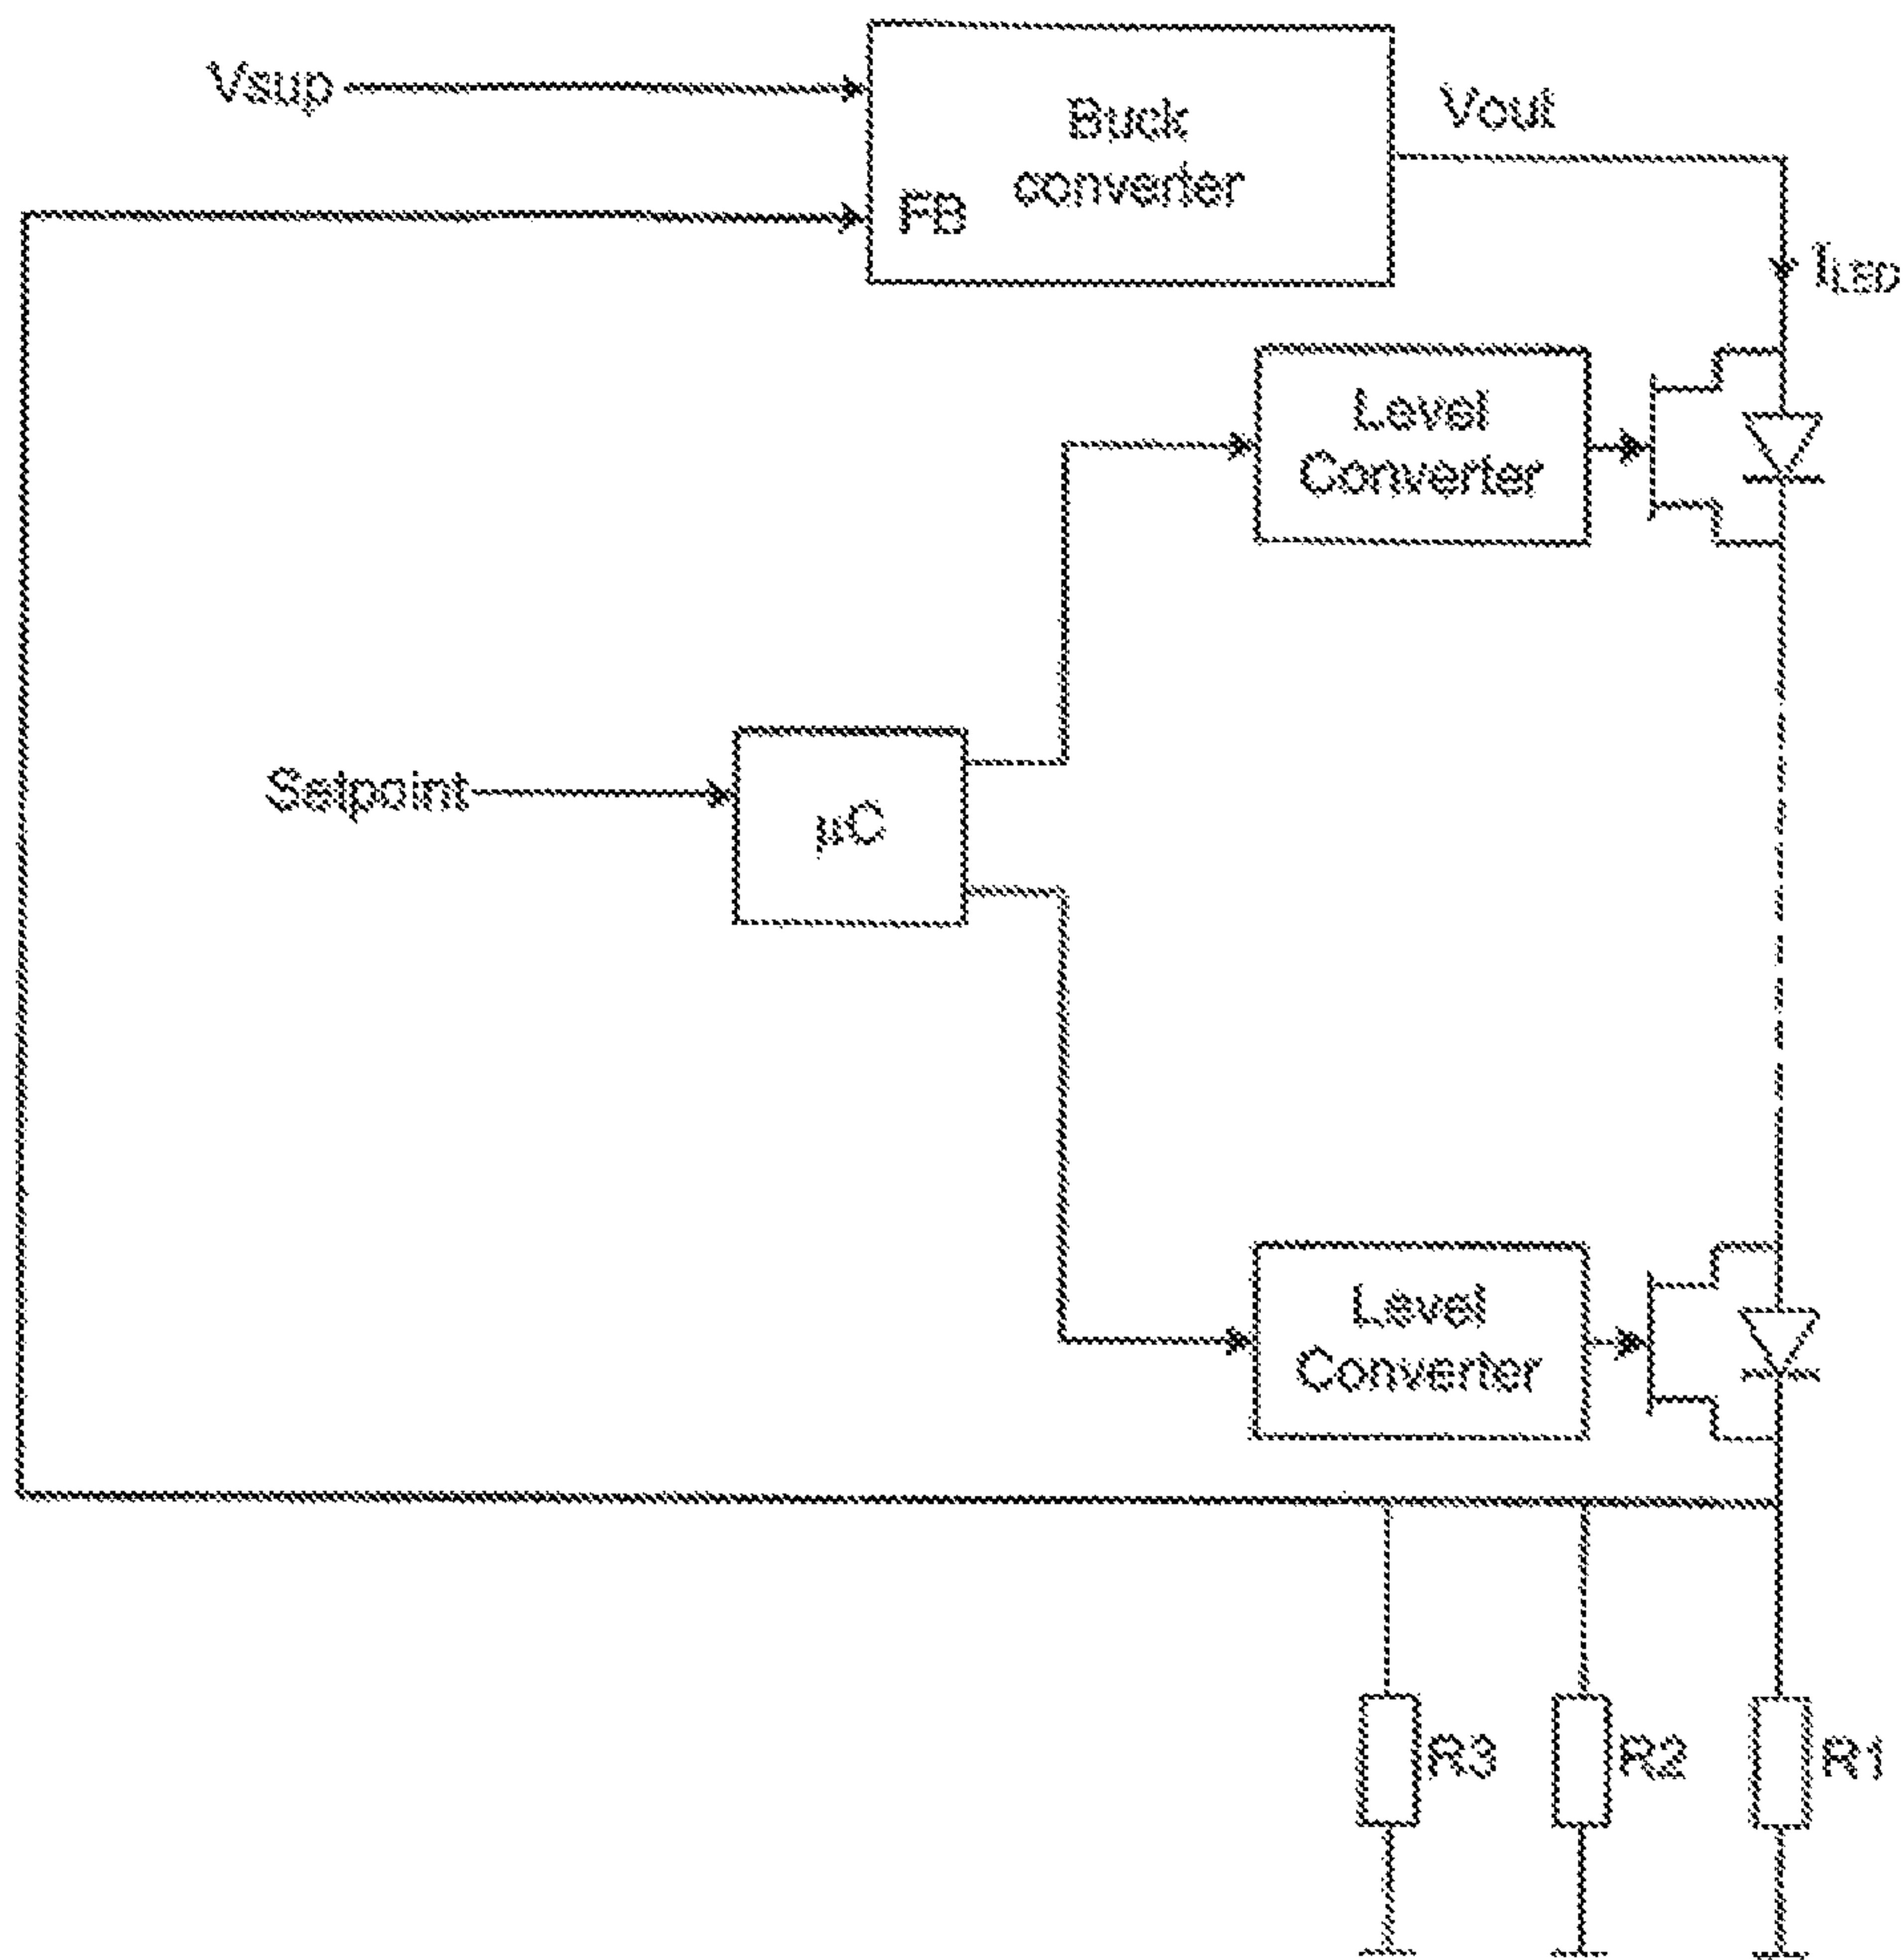 Vsup
Buck
converter
FB
Vout
ILED
Level
Converter
Setpoint
µC
Level
Converter
R3
R2
R1